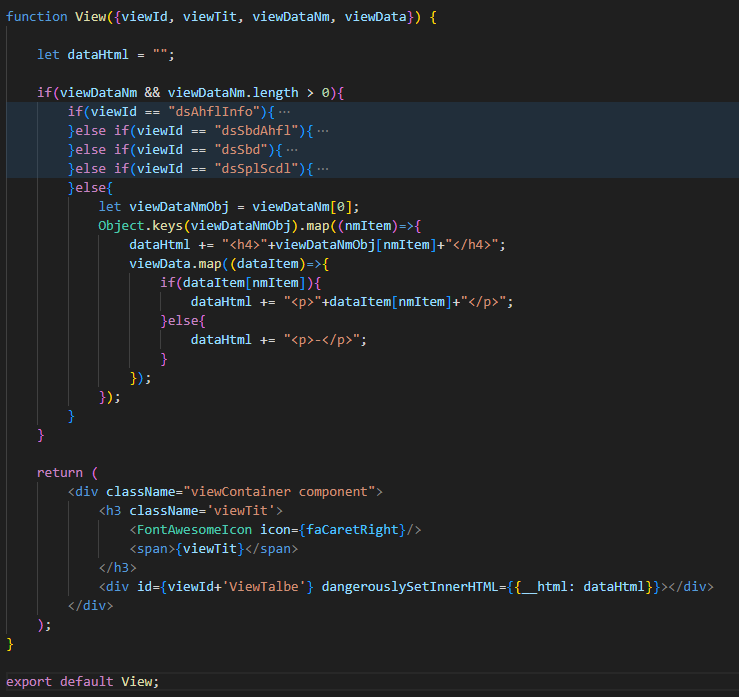 function View({viewId, viewTit, viewDataNm, viewData}) {
let dataHtml = "";
if(viewDataNm && viewDataNm.length > 0){
if(viewId == "dsAhflInfo"){ ⋯
}else if(viewId == "dsSbdAhfl"){ ⋯
}else if(viewId == "dsSbd"){ ⋯
}else if(viewId == "dsSplScdl"){ ⋯
}else{
let viewDataNmObj = viewDataNm[0];
Object.keys(viewDataNmObj).map((nmItem)=>{
dataHtml += "<h4>"+viewDataNmObj[nmItem]+"</h4>";
viewData.map((dataItem)=>{
if(dataItem[nmItem]){
dataHtml += "<p>"+dataItem[nmItem]+"</p>";
}else{
dataHtml += "<p>-</p>";
}
});
});
}
}
return (
<div className="viewContainer component">
<h3 className='viewTit'>
<FontAwesomeIcon icon={faCaretRight}/>
<span>{viewTit}</span>
</h3>
<div id={viewId+'ViewTalbe'} dangerouslySetInnerHTML={{__html: dataHtml}}></div>
</div>
);
}
export default View;